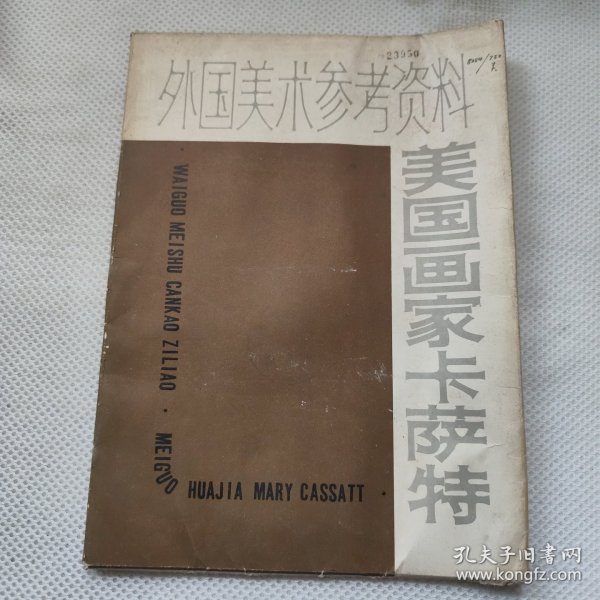 23950
外国美术参考资料
美国画家卡萨特
· WAIGUO MEISHU CANKAO ZILIAO · MEIGUO HUAJIA MARY CASSATT ·
孔夫子旧书网
www.kongfz.com